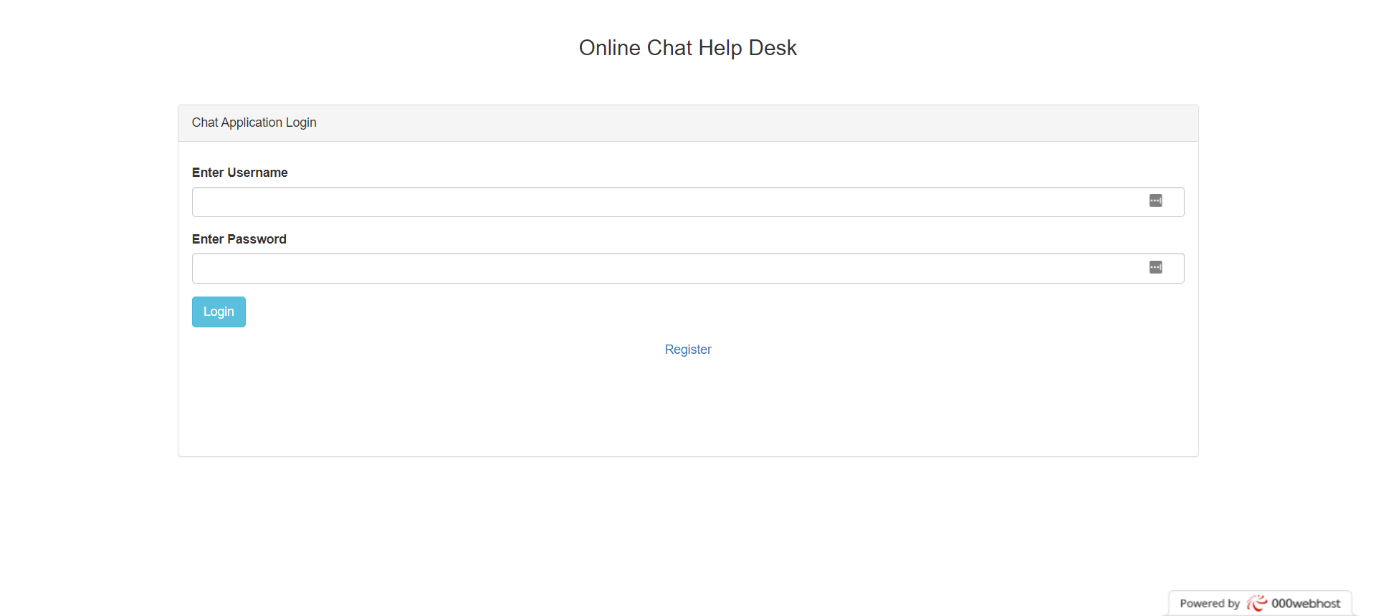 Online Chat Help Desk
Chat Application Login
Enter Username
Enter Password
Login
Register
Powered by 000webhost